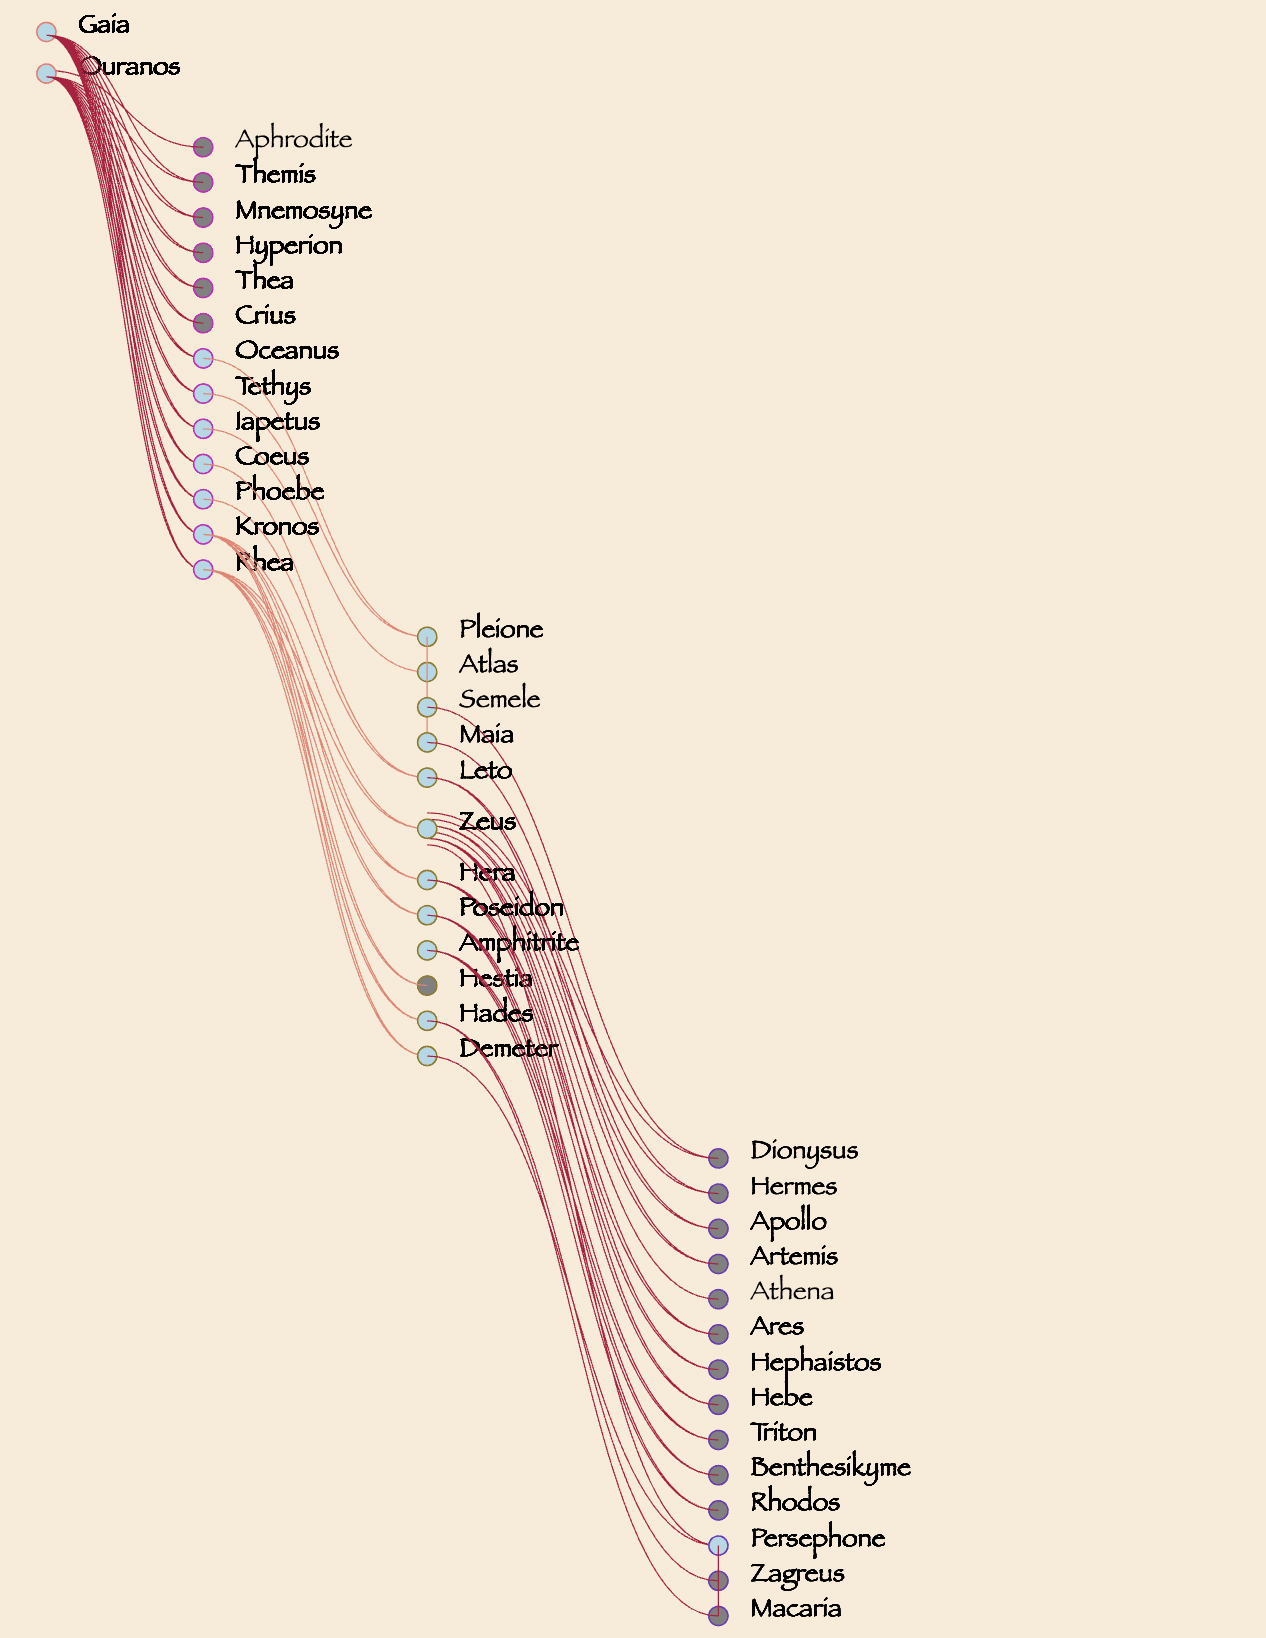 Gaia
Ouranos
Aphrodite
Themis
Mnemosyne
Hyperion
Thea
Crius
Oceanus
Tethys
Iapetus
Coeus
Phoebe
Kronos
Rhea
Pleione
Atlas
Semele
Maia
Leto
Zeus
Hera
Poseidon
Amphitrite
Hestia
Hades
Demeter
Dionysus
Hermes
Apollo
Artemis
Athena
Ares
Hephaistos
Hebe
Triton
Benthesikyme
Rhodos
Persephone
Zagreus
Macaria